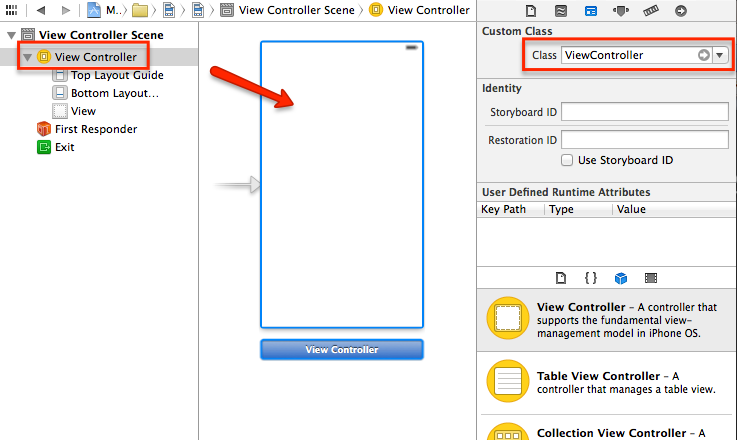 M.. View Controller Scene View Controller
View Controller Scene
View Controller
Top Layout Guide
Bottom Layout...
View
First Responder
Exit
View Controller
Custom Class
Class ViewController
Identity
Storyboard ID
Restoration ID
Use Storyboard ID
User Defined Runtime Attributes
Key Path Type Value
{ }
View Controller – A controller that
supports the fundamental view-
management model in iPhone OS.
Table View Controller – A
controller that manages a table view.
Collection View Controller – A